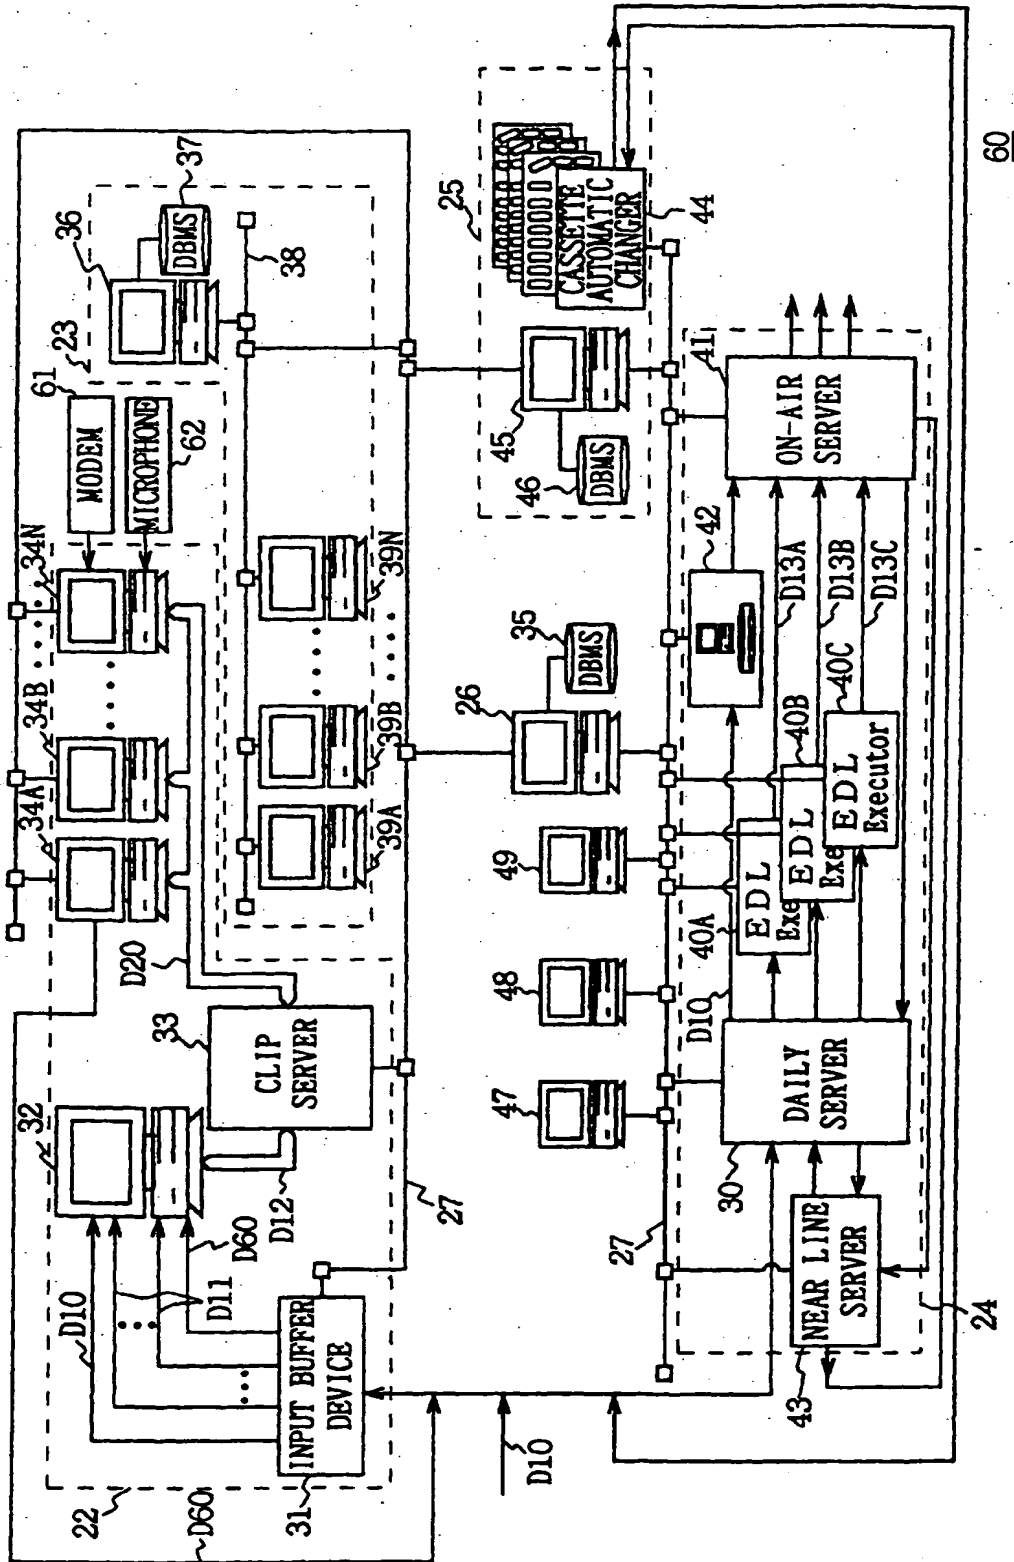 60
22
D60
31
INPUT BUFFER
DEVICE
D10
D11
D60
32
D12
33
CLIP
SERVER
D20
34A
34B
34N
61
MODEM
MICROPHONE
62
23
36
DBMS
37
38
39A
39B
39N
27
D10
47
48
49
26
DBMS
35
45
46
DBMS
25
CASSETTE
AUTOMATIC
CHANGER
44
27
43
NEAR LINE
SERVER
24
30
DAILY
SERVER
D10
40A
EDL
Exe
40B
EDL
Exe
40C
EDL
Executor
42
D13A
D13B
D13C
41
ON-AIR
SERVER